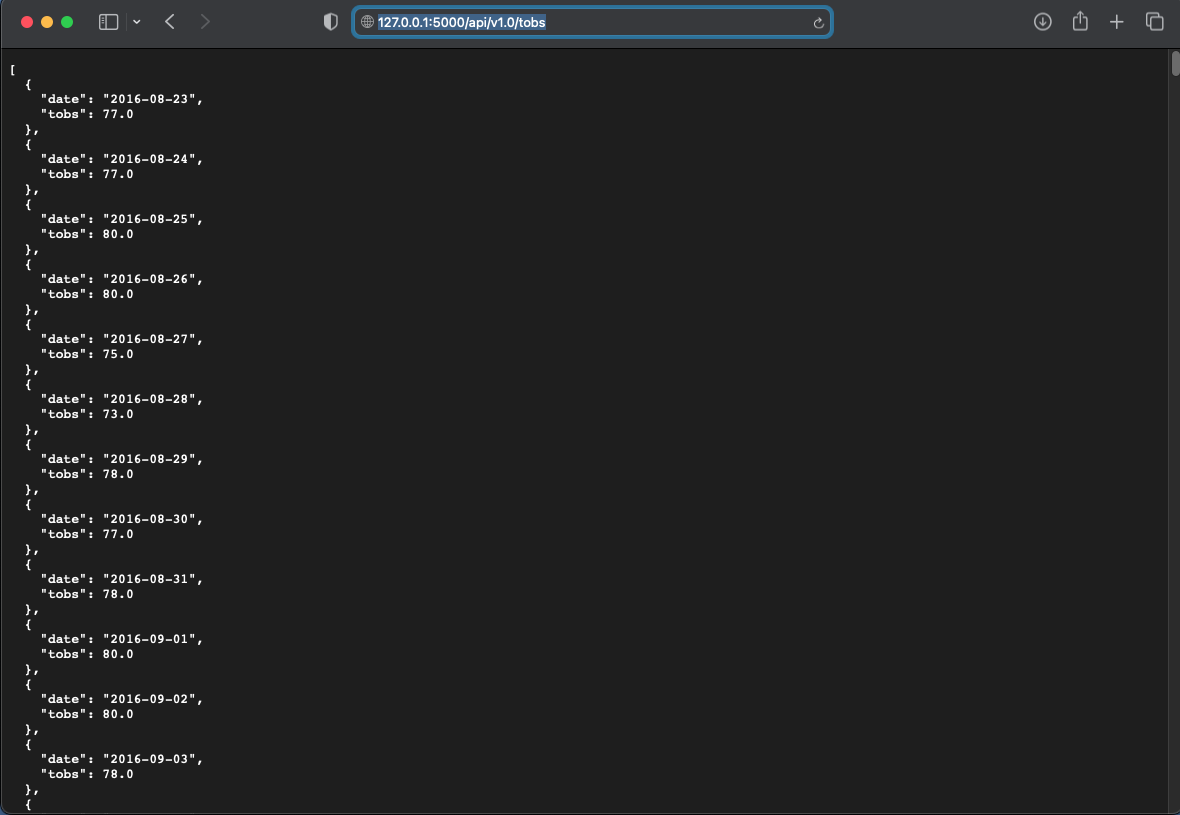 127.0.0.1:5000/api/v1.0/tobs
[
  {
    "date": "2016-08-23",
    "tobs": 77.0
  },
  {
    "date": "2016-08-24",
    "tobs": 77.0
  },
  {
    "date": "2016-08-25",
    "tobs": 80.0
  },
  {
    "date": "2016-08-26",
    "tobs": 80.0
  },
  {
    "date": "2016-08-27",
    "tobs": 75.0
  },
  {
    "date": "2016-08-28",
    "tobs": 73.0
  },
  {
    "date": "2016-08-29",
    "tobs": 78.0
  },
  {
    "date": "2016-08-30",
    "tobs": 77.0
  },
  {
    "date": "2016-08-31",
    "tobs": 78.0
  },
  {
    "date": "2016-09-01",
    "tobs": 80.0
  },
  {
    "date": "2016-09-02",
    "tobs": 80.0
  },
  {
    "date": "2016-09-03",
    "tobs": 78.0
  },
  {